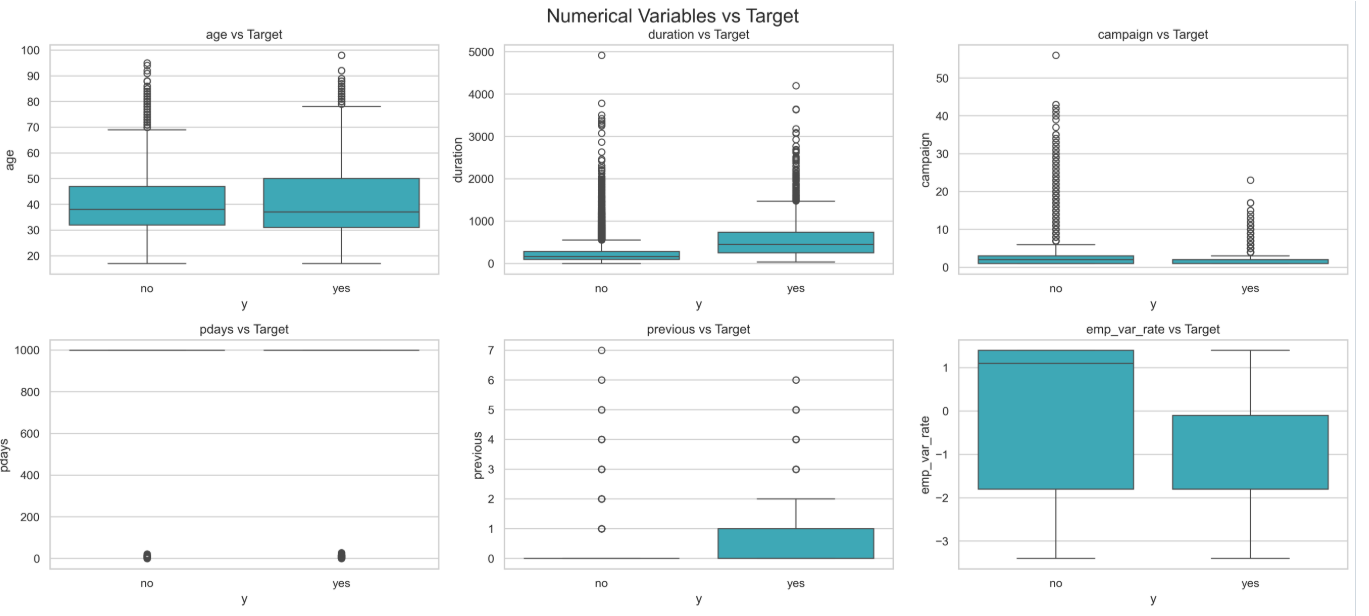 Numerical Variables vs Target
age vs Target
100
90
80
70
60
50
40
30
20
age
no
yes
y
duration vs Target
5000
4000
3000
2000
1000
0
duration
no
yes
y
campaign vs Target
50
40
30
20
10
0
campaign
no
yes
y
pdays vs Target
1000
800
600
400
200
0
pdays
no
yes
y
previous vs Target
7
6
5
4
3
2
1
0
previous
no
yes
y
emp_var_rate vs Target
1
0
−1
−2
−3
emp_var_rate
no
yes
y